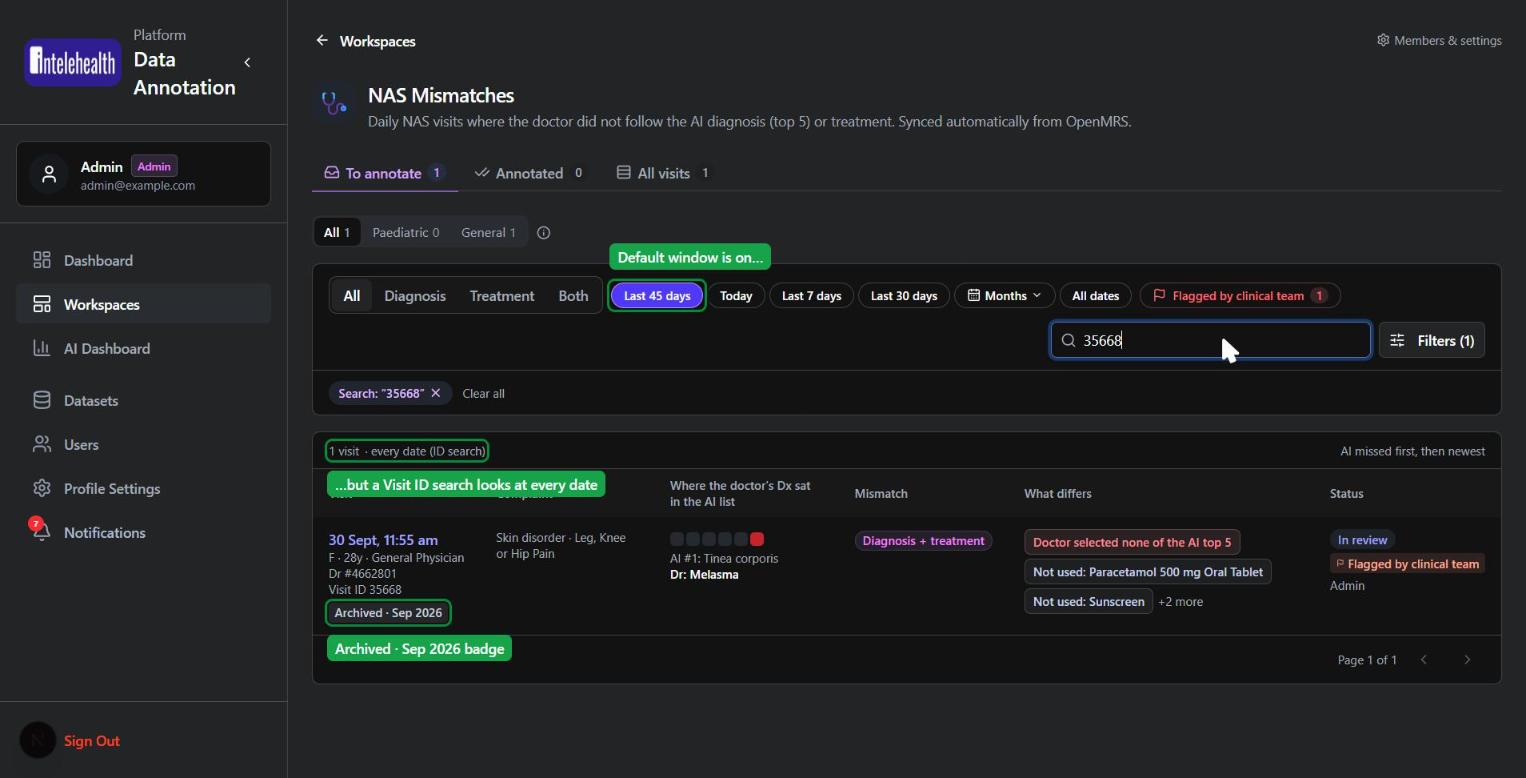 intelehealth
Platform
Data
Annotation
Admin Admin
admin@example.com
Dashboard
Workspaces
AI Dashboard
Datasets
Users
Profile Settings
7
Notifications
Sign Out
Workspaces
Members & settings
NAS Mismatches
Daily NAS visits where the doctor did not follow the AI diagnosis (top 5) or treatment. Synced automatically from OpenMRS.
To annotate 1 Annotated 0 All visits 1
All 1 Paediatric 0 General 1
Default window is on...
All Diagnosis Treatment Both Last 45 days Today Last 7 days Last 30 days Months All dates Flagged by clinical team 1
35668 Filters (1)
Search: "35668" Clear all
1 visit · every date (ID search) AI missed first, then newest
...but a Visit ID search looks at every date
Where the doctor's Dx sat
in the AI list
Mismatch
What differs
Status
30 Sept, 11:55 am
F · 28y · General Physician
Dr #4662801
Visit ID 35668
Archived · Sep 2026
Archived · Sep 2026 badge
Skin disorder · Leg, Knee
or Hip Pain
AI #1: Tinea corporis
Dr: Melasma
Diagnosis + treatment
Doctor selected none of the AI top 5
Not used: Paracetamol 500 mg Oral Tablet
Not used: Sunscreen +2 more
In review
Flagged by clinical team
Admin
Page 1 of 1